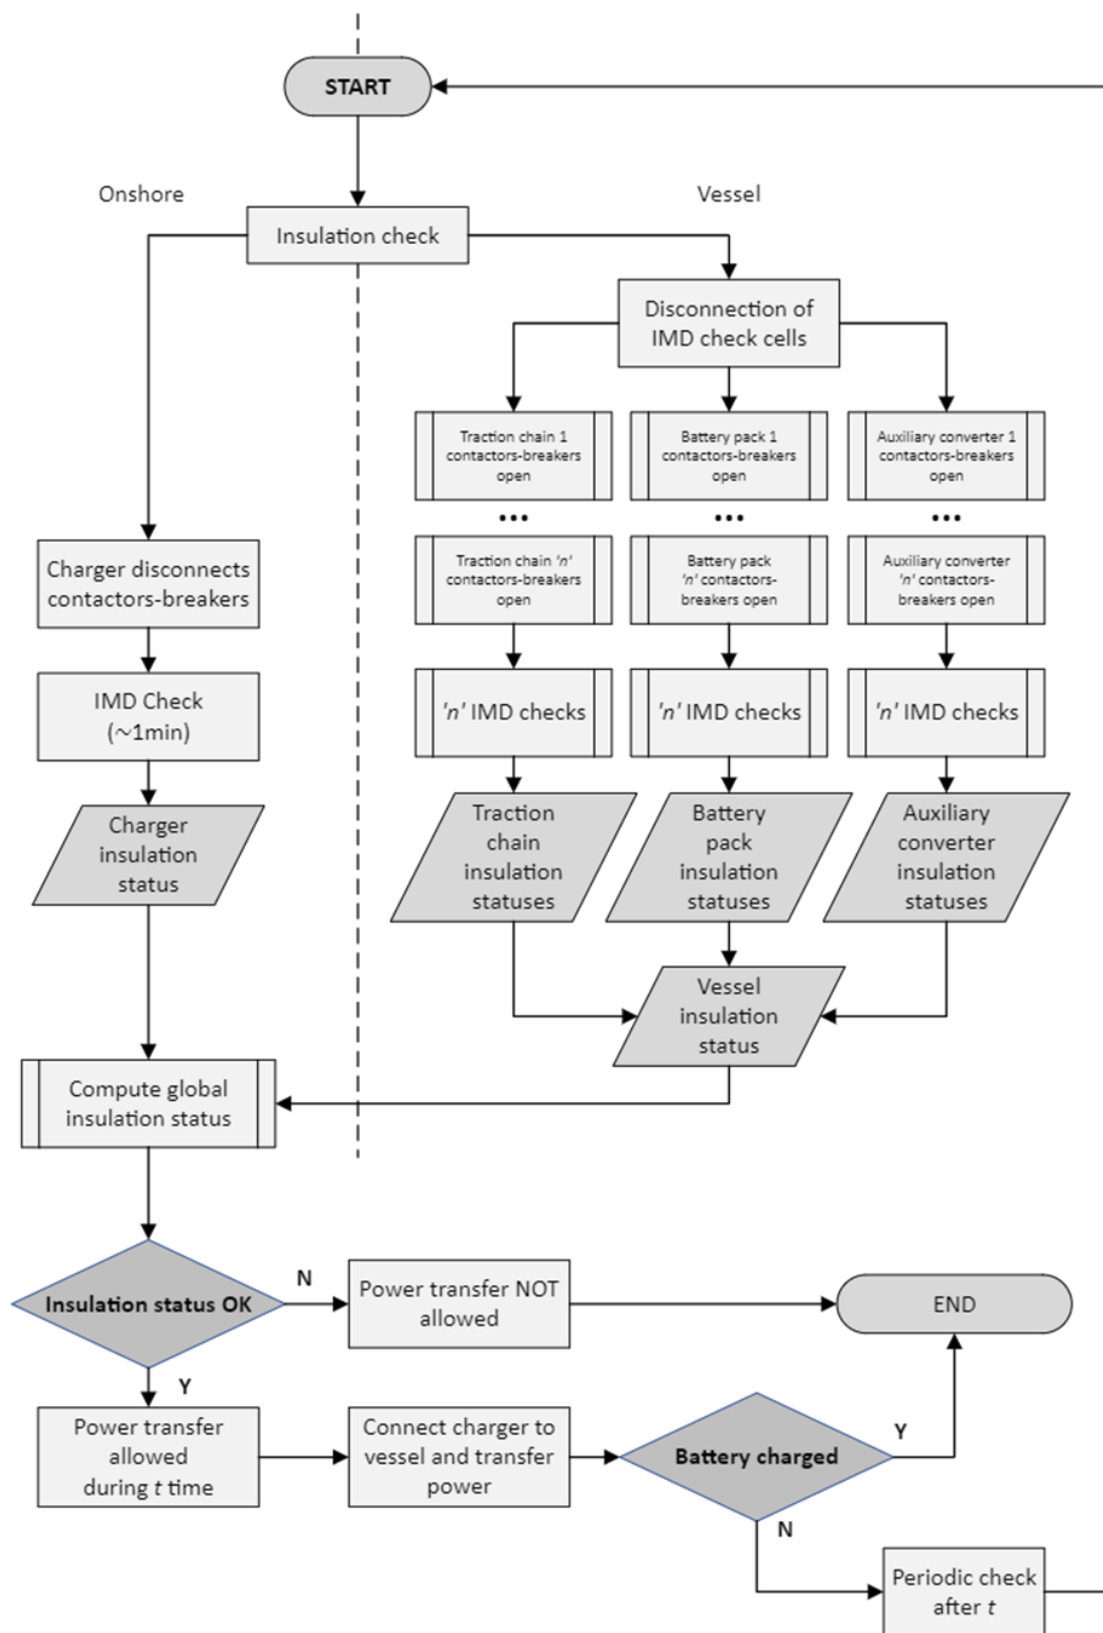 START
Onshore
Vessel
Insulation check
Disconnection of
IMD check cells
Traction chain 1
contactors-breakers
open
Battery pack 1
contactors-breakers
open
Auxiliary converter 1
contactors-breakers
open
...
...
...
Charger disconnects
contactors-breakers
Traction chain 'n'
contactors-breakers
open
Battery pack
'n' contactors-
breakers open
Auxiliary converter
'n' contactors-
breakers open
IMD Check
(~1min)
'n' IMD checks
'n' IMD checks
'n' IMD checks
Charger
insulation
status
Traction
chain
insulation
statuses
Battery
pack
insulation
statuses
Auxiliary
converter
insulation
statuses
Vessel
insulation
status
Compute global
insulation status
Insulation status OK
N
Power transfer NOT
allowed
END
Y
Power transfer
allowed
during t time
Connect charger to
vessel and transfer
power
Battery charged
Y
N
Periodic check
after t